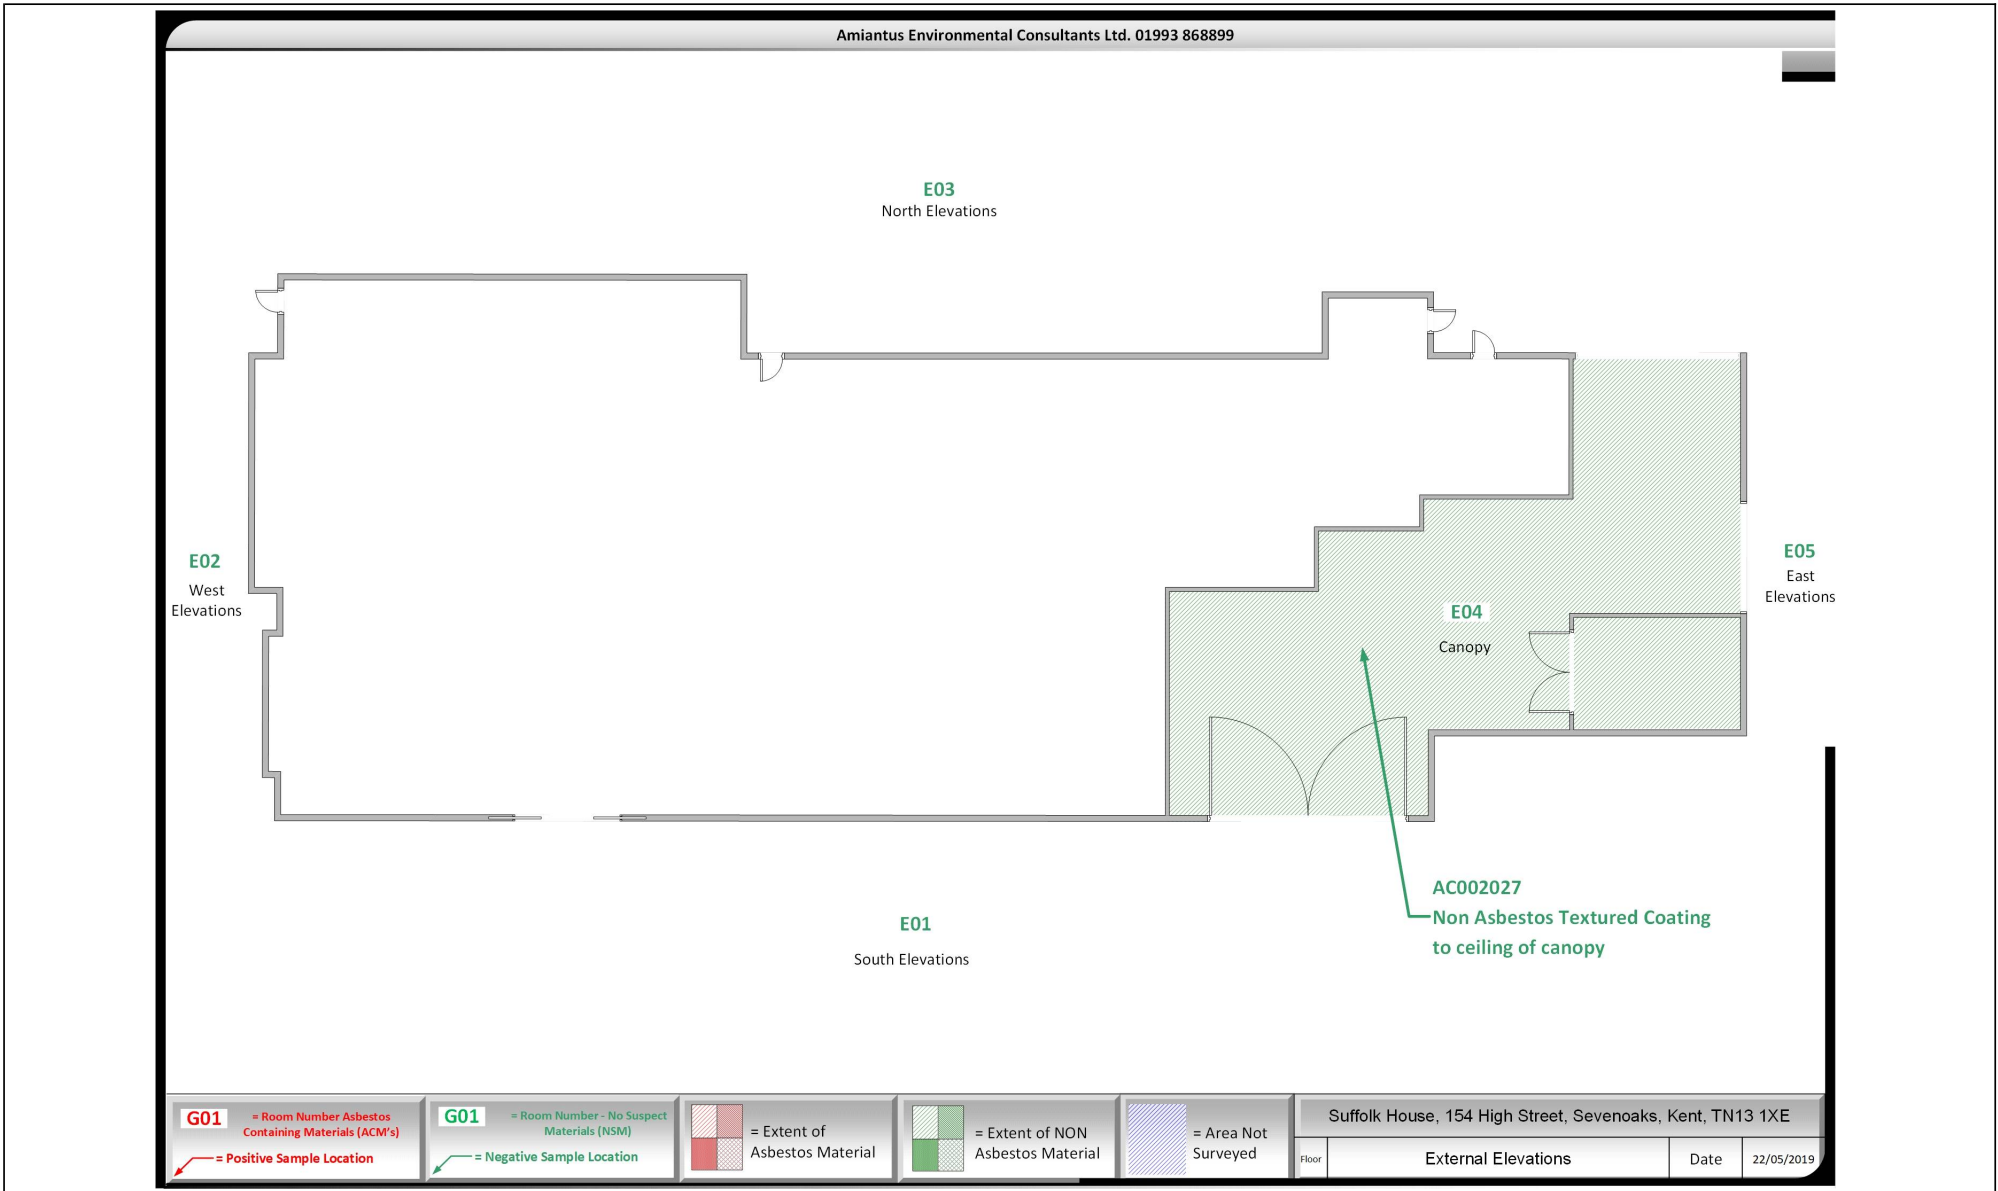 Amiantus Environmental Consultants Ltd. 01993 868899
E03
North Elevations
E02
West
Elevations
E05
East
Elevations
E04
Canopy
AC002027
Non Asbestos Textured Coating
to ceiling of canopy
E01
South Elevations
G01
= Room Number Asbestos
Containing Materials (ACM's)
= Positive Sample Location
G01
= Room Number - No Suspect
Materials (NSM)
= Negative Sample Location
= Extent of
Asbestos Material
= Extent of NON
Asbestos Material
= Area Not
Surveyed
Suffolk House, 154 High Street, Sevenoaks, Kent, TN13 1XE
Floor
External Elevations
Date
22/05/2019